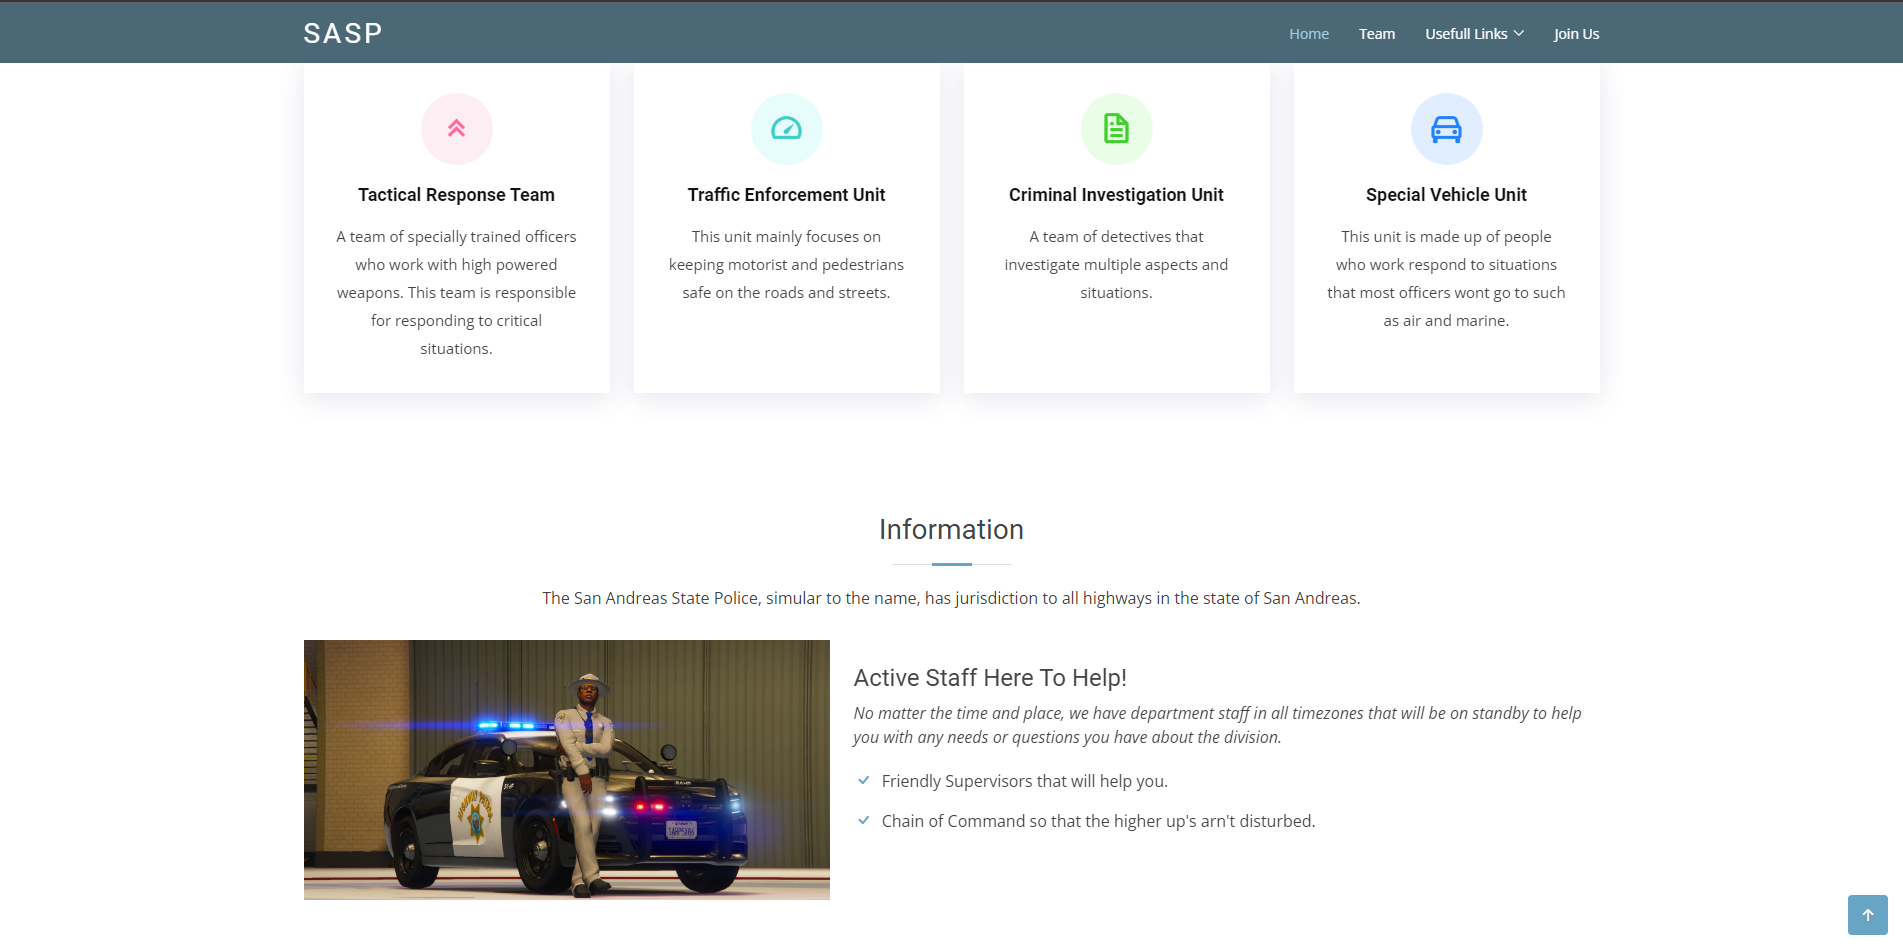 SASP
Home Team Usefull Links Join Us
Tactical Response Team
A team of specially trained officers
who work with high powered
weapons. This team is responsible
for responding to critical
situations.
Traffic Enforcement Unit
This unit mainly focuses on
keeping motorist and pedestrians
safe on the roads and streets.
Criminal Investigation Unit
A team of detectives that
investigate multiple aspects and
situations.
Special Vehicle Unit
This unit is made up of people
who work respond to situations
that most officers wont go to such
as air and marine.
Information
The San Andreas State Police, simular to the name, has jurisdiction to all highways in the state of San Andreas.
HIGHWAY PATROL
Active Staff Here To Help!
No matter the time and place, we have department staff in all timezones that will be on standby to help
you with any needs or questions you have about the division.
Friendly Supervisors that will help you.
Chain of Command so that the higher up's arn't disturbed.